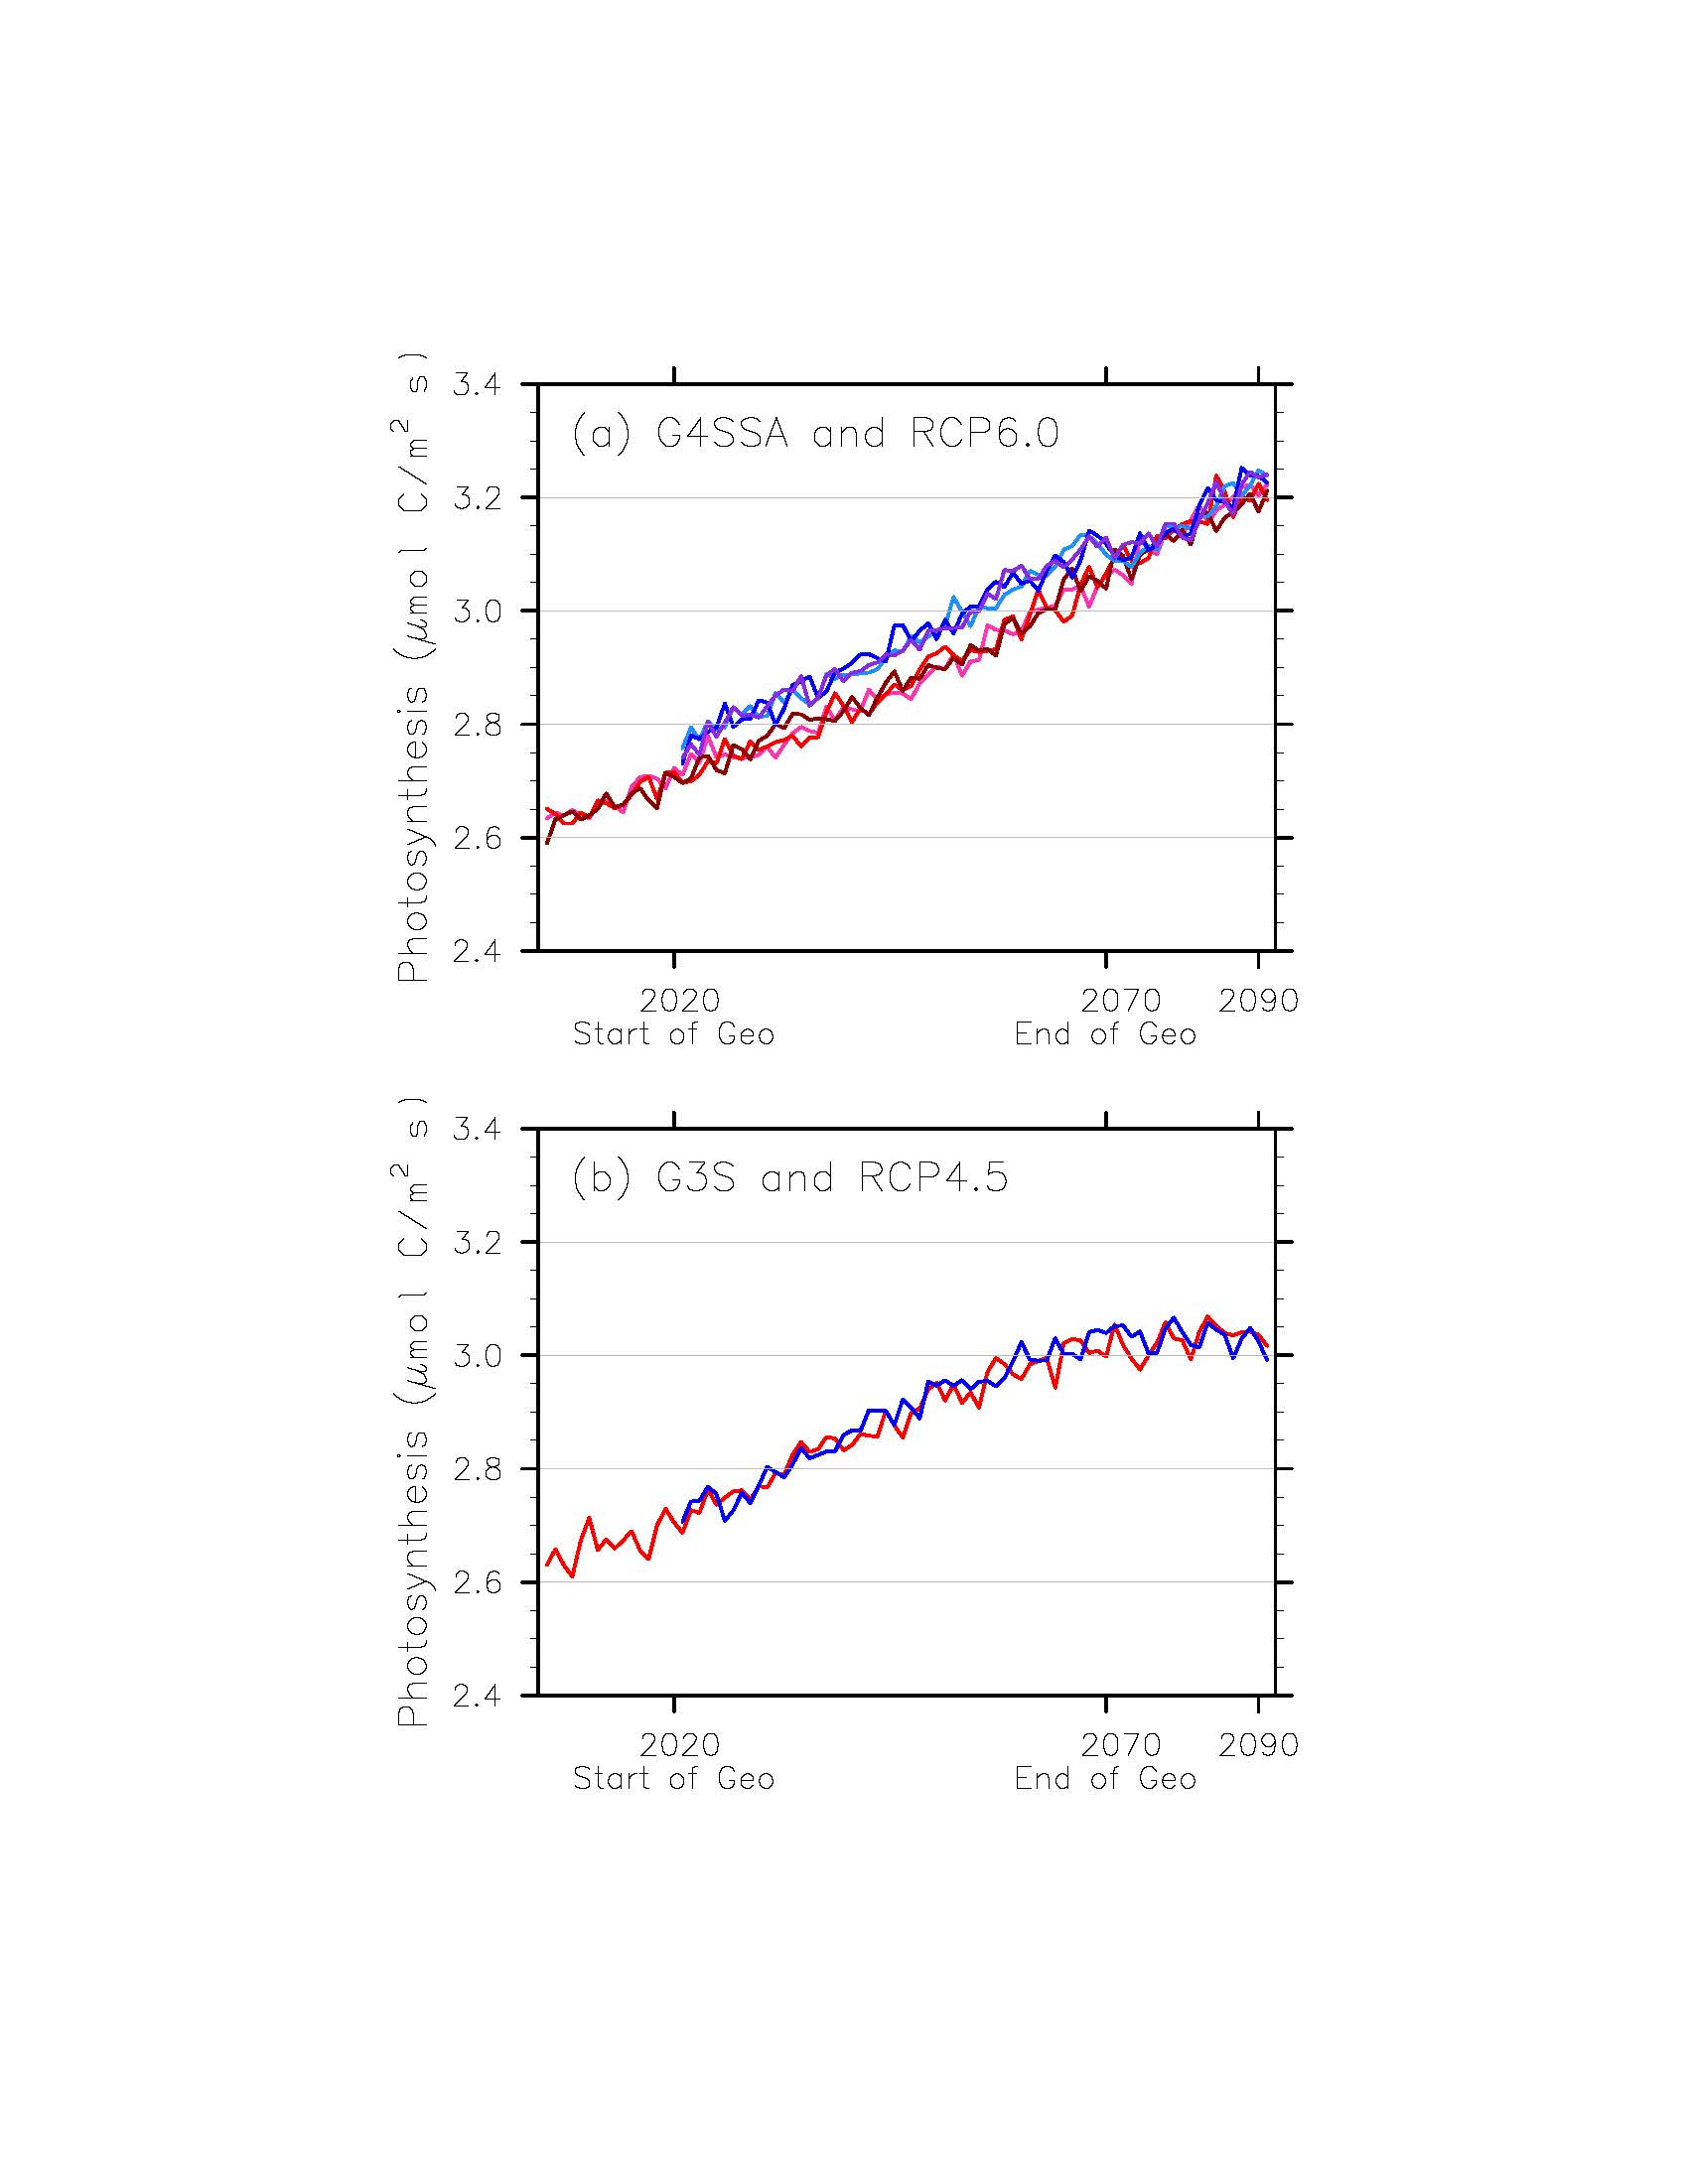 Photosynthesis (μmol C/m² s)
3.4
3.2
3.0
2.8
2.6
2.4
(a) G4SSA and RCP6.0
2020 2070 2090
Start of Geo End of Geo
Photosynthesis (μmol C/m² s)
3.4
3.2
3.0
2.8
2.6
2.4
(b) G3S and RCP4.5
2020 2070 2090
Start of Geo End of Geo